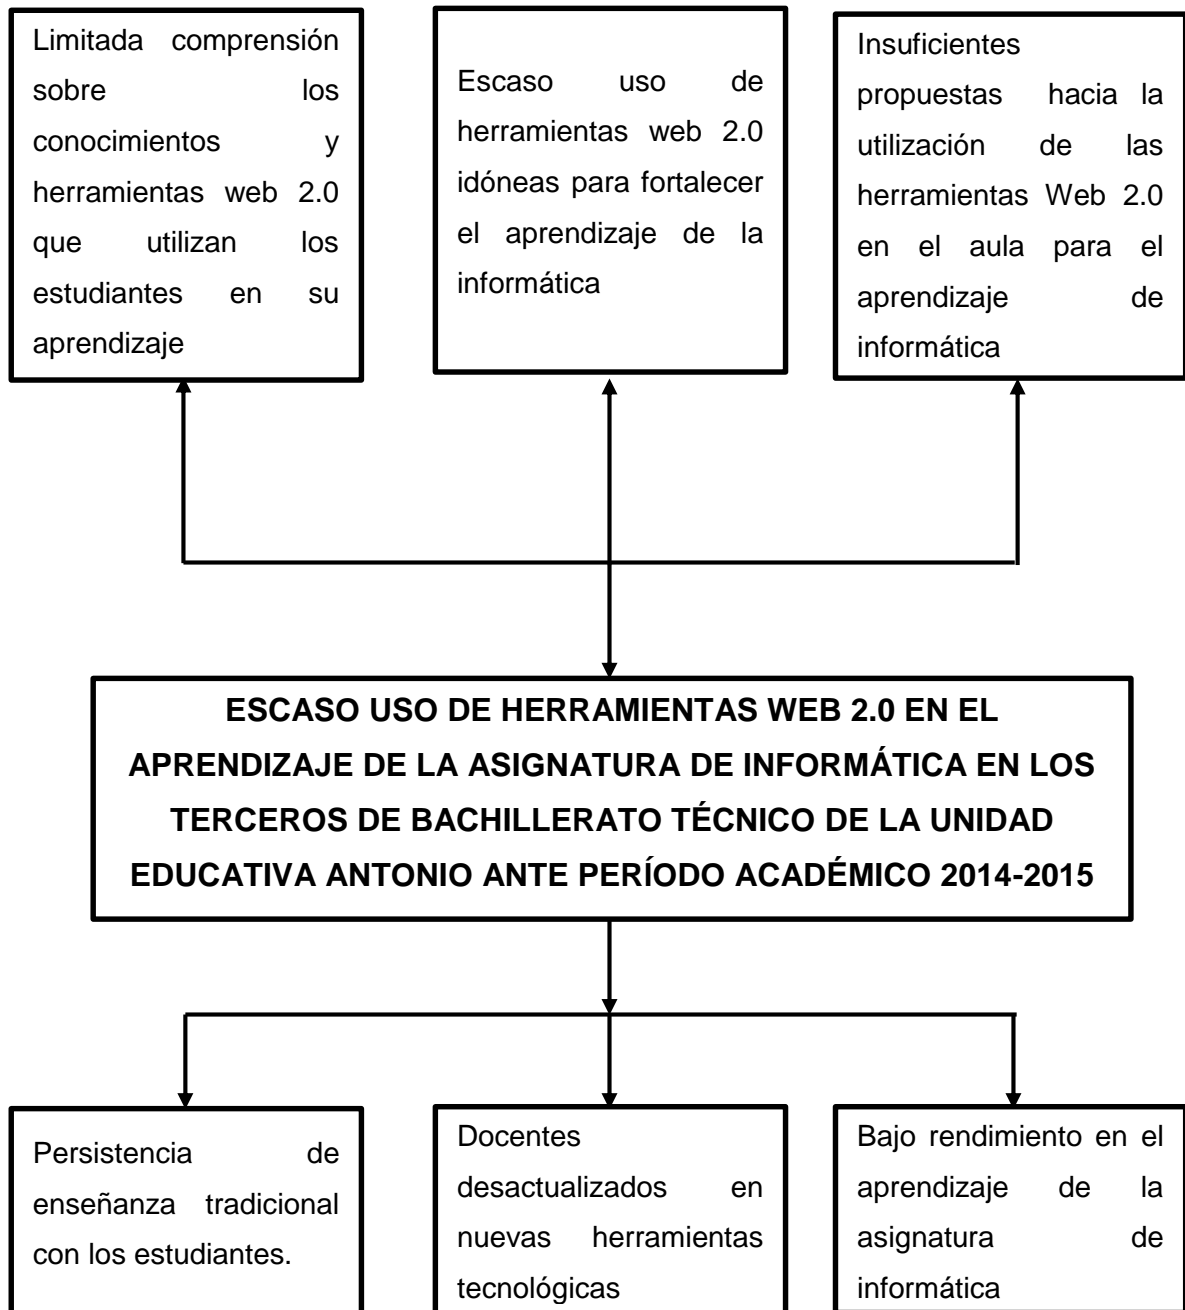 Limitada comprensión
sobre los
conocimientos y
herramientas web 2.0
que utilizan los
estudiantes en su
aprendizaje
Escaso uso de
herramientas web 2.0
idóneas para fortalecer
el aprendizaje de la
informática
Insuficientes
propuestas hacia la
utilización de las
herramientas Web 2.0
en el aula para el
aprendizaje de
informática
ESCASO USO DE HERRAMIENTAS WEB 2.0 EN EL
APRENDIZAJE DE LA ASIGNATURA DE INFORMÁTICA EN LOS
TERCEROS DE BACHILLERATO TÉCNICO DE LA UNIDAD
EDUCATIVA ANTONIO ANTE PERÍODO ACADÉMICO 2014-2015
Persistencia de
enseñanza tradicional
con los estudiantes.
Docentes
desactualizados en
nuevas herramientas
tecnológicas
Bajo rendimiento en el
aprendizaje de la
asignatura de
informática